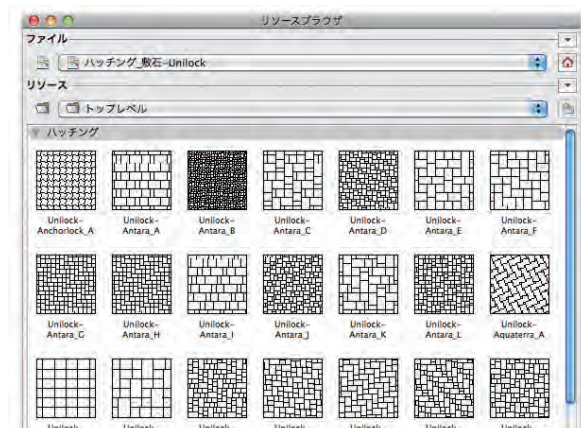 リソースブラウザ
ファイル
ハッチング_敷石-Unilock
リソース
トップレベル
ハッチング
Unilock-Anchorlock_A
Unilock-Antara_A
Unilock-Antara_B
Unilock-Antara_C
Unilock-Antara_D
Unilock-Antara_E
Unilock-Antara_F
Unilock-Antara_G
Unilock-Antara_H
Unilock-Antara_I
Unilock-Antara_J
Unilock-Antara_K
Unilock-Antara_L
Unilock-Aquaterra_A